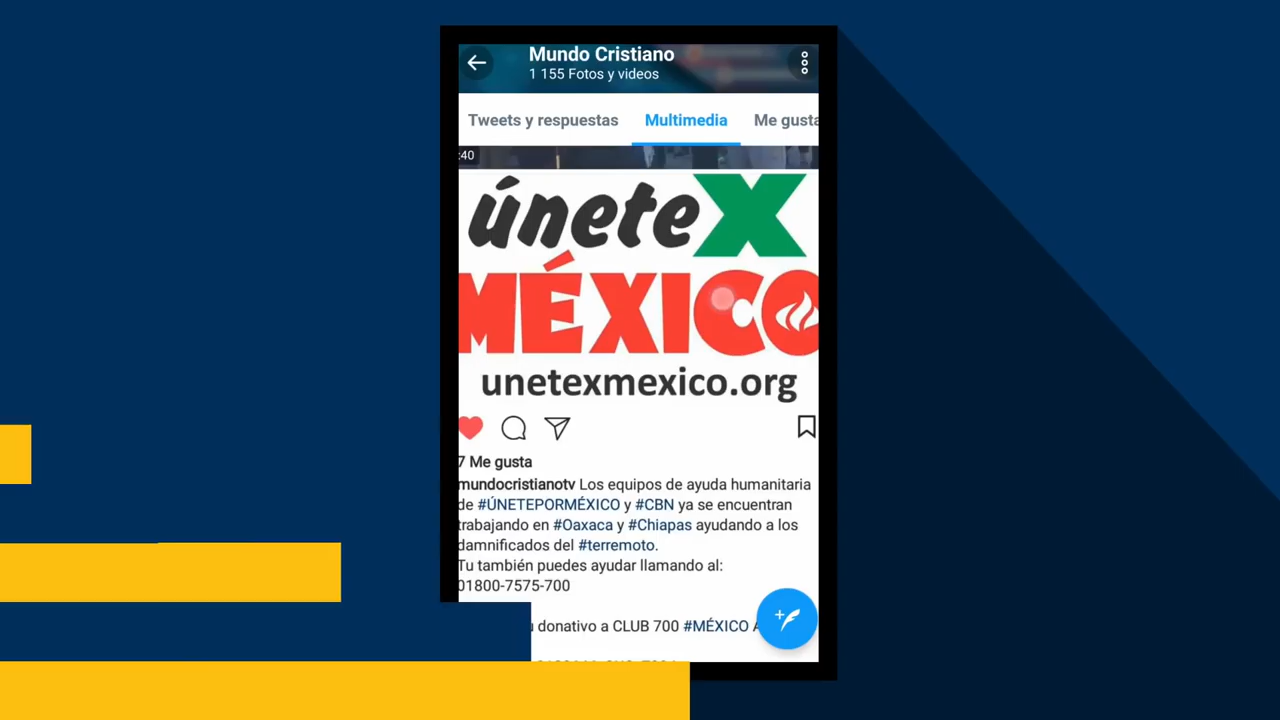 Mundo Cristiano
1 155 Fotos y videos
Tweets y respuestas Multimedia Me gusta
:40
úneteX
MÉXICO
unetexmexico.org
7 Me gusta
mundocristianotv Los equipos de ayuda humanitaria
de #ÚNETEPORMÉXICO y #CBN ya se encuentran
trabajando en #Oaxaca y #Chiapas ayudando a los
damnificados del #terremoto.
Tu también puedes ayudar llamando al:
01800-7575-700
donativo a CLUB 700 #MÉXICO